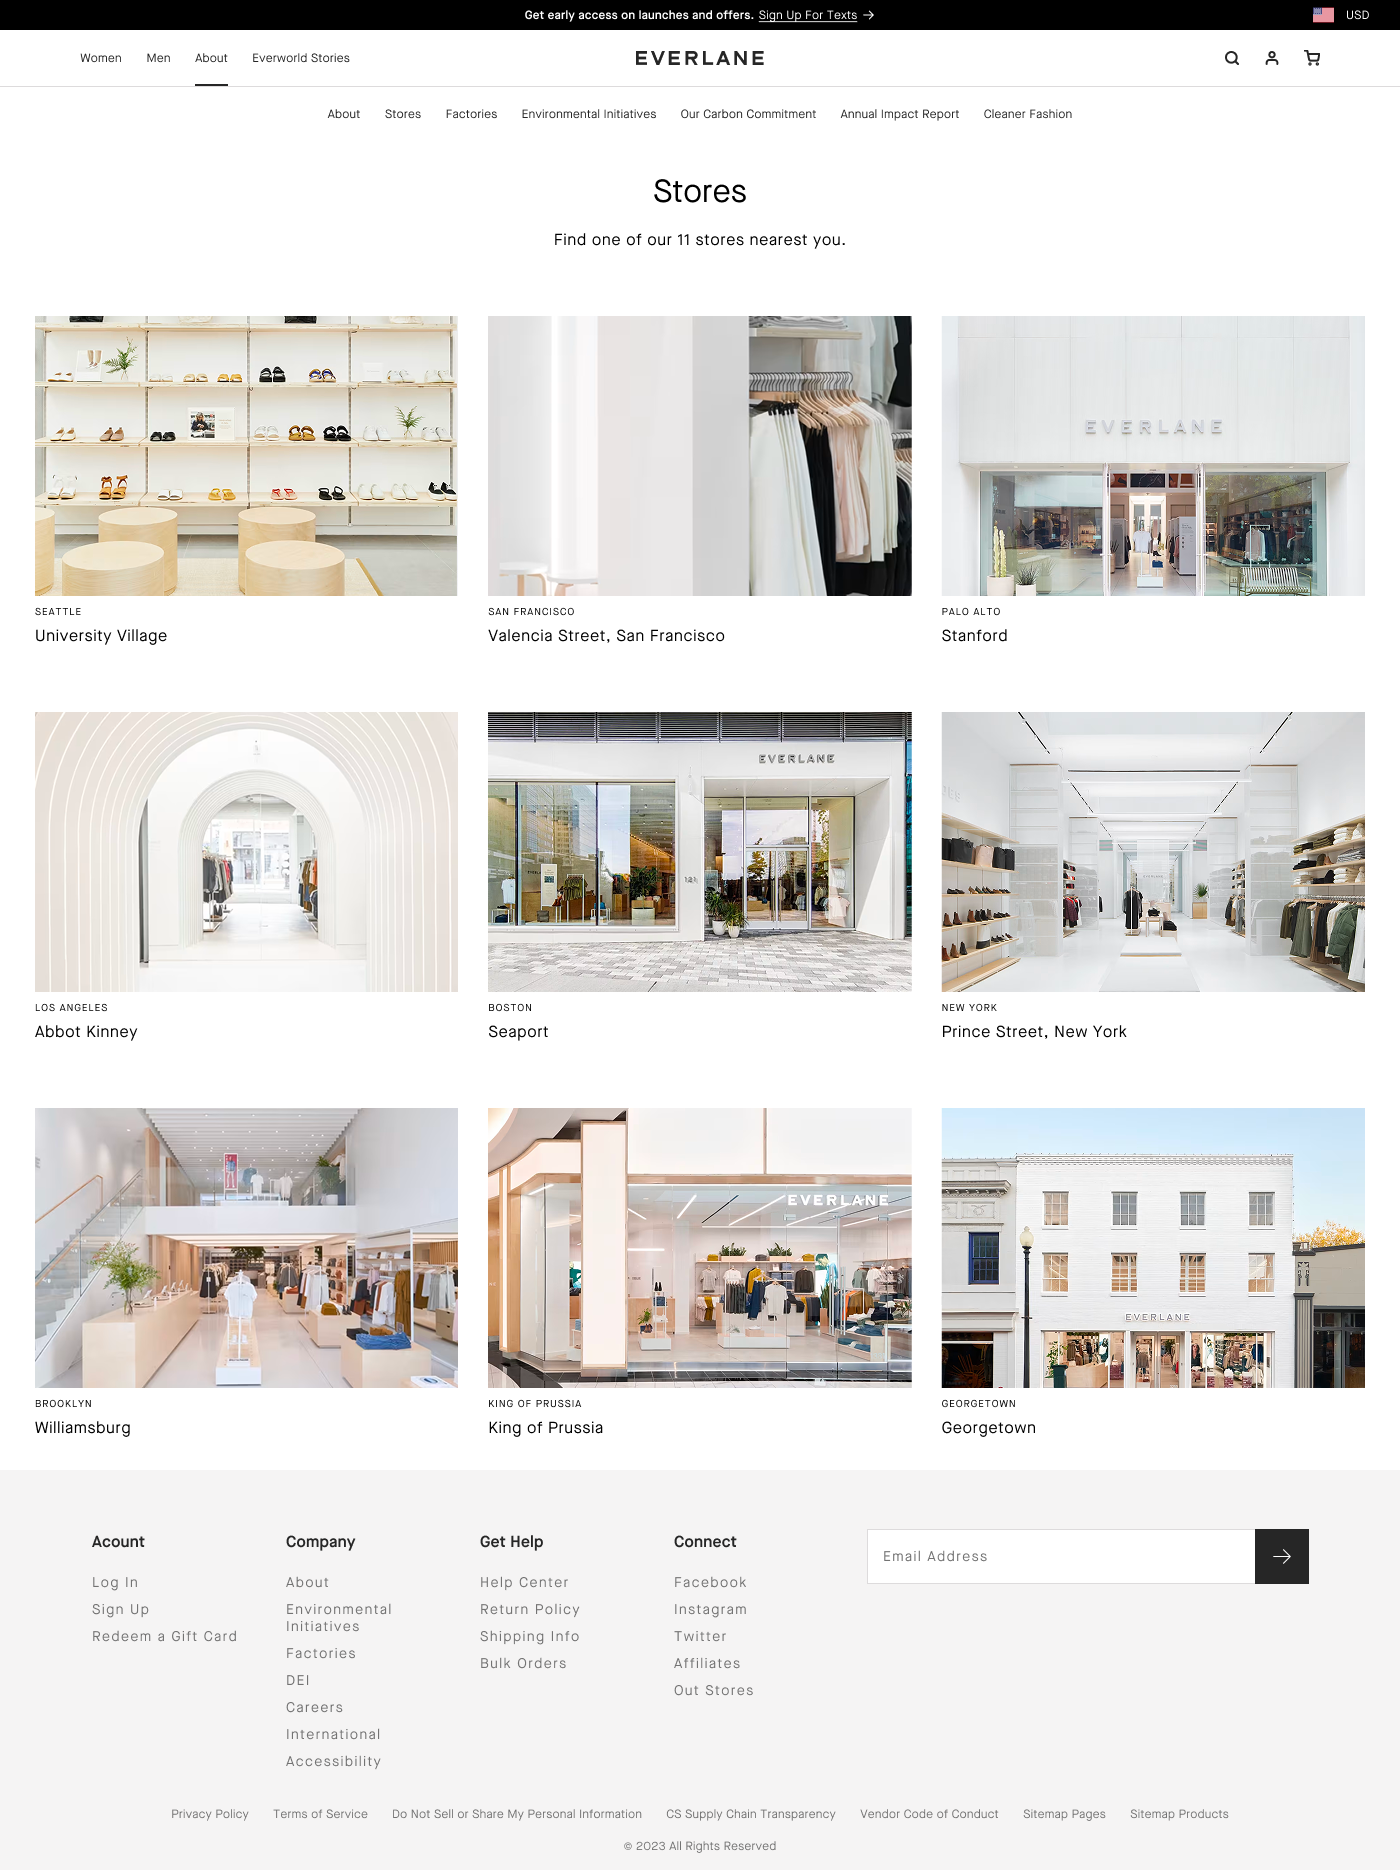 Get early access on launches and offers. Sign Up For Texts
USD
Women Men About Everworld Stories
EVERLANE
About Stores Factories Environmental Initiatives Our Carbon Commitment Annual Impact Report Cleaner Fashion
Stores
Find one of our 11 stores nearest you.
EVERLANE
SEATTLE
University Village
SAN FRANCISCO
Valencia Street, San Francisco
PALO ALTO
Stanford
EVERLANE
EVERLANE
121
EVERLANE
LOS ANGELES
Abbot Kinney
BOSTON
Seaport
NEW YORK
Prince Street, New York
EVERLANE
EVERLANE
BROOKLYN
Williamsburg
KING OF PRUSSIA
King of Prussia
GEORGETOWN
Georgetown
Acount
Log In
Sign Up
Redeem a Gift Card
Company
About
Environmental
Initiatives
Factories
DEI
Careers
International
Accessibility
Get Help
Help Center
Return Policy
Shipping Info
Bulk Orders
Connect
Facebook
Instagram
Twitter
Affiliates
Out Stores
Email Address
Privacy Policy Terms of Service Do Not Sell or Share My Personal Information CS Supply Chain Transparency Vendor Code of Conduct Sitemap Pages Sitemap Products
© 2023 All Rights Reserved